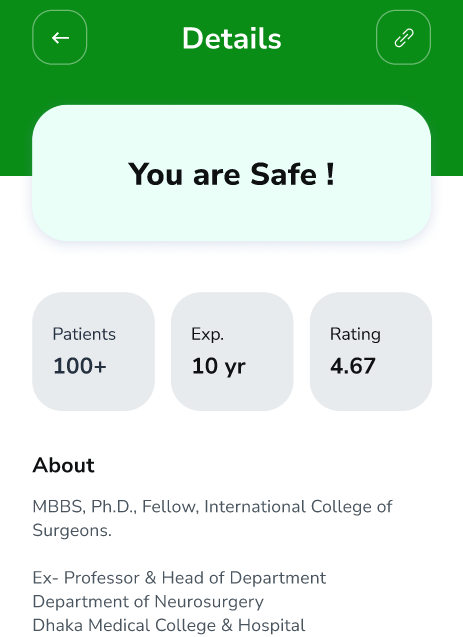 Details
You are Safe !
Patients
100+
Exp.
10 yr
Rating
4.67
About
MBBS, Ph.D., Fellow, International College of
Surgeons.
Ex- Professor & Head of Department
Department of Neurosurgery
Dhaka Medical College & Hospital